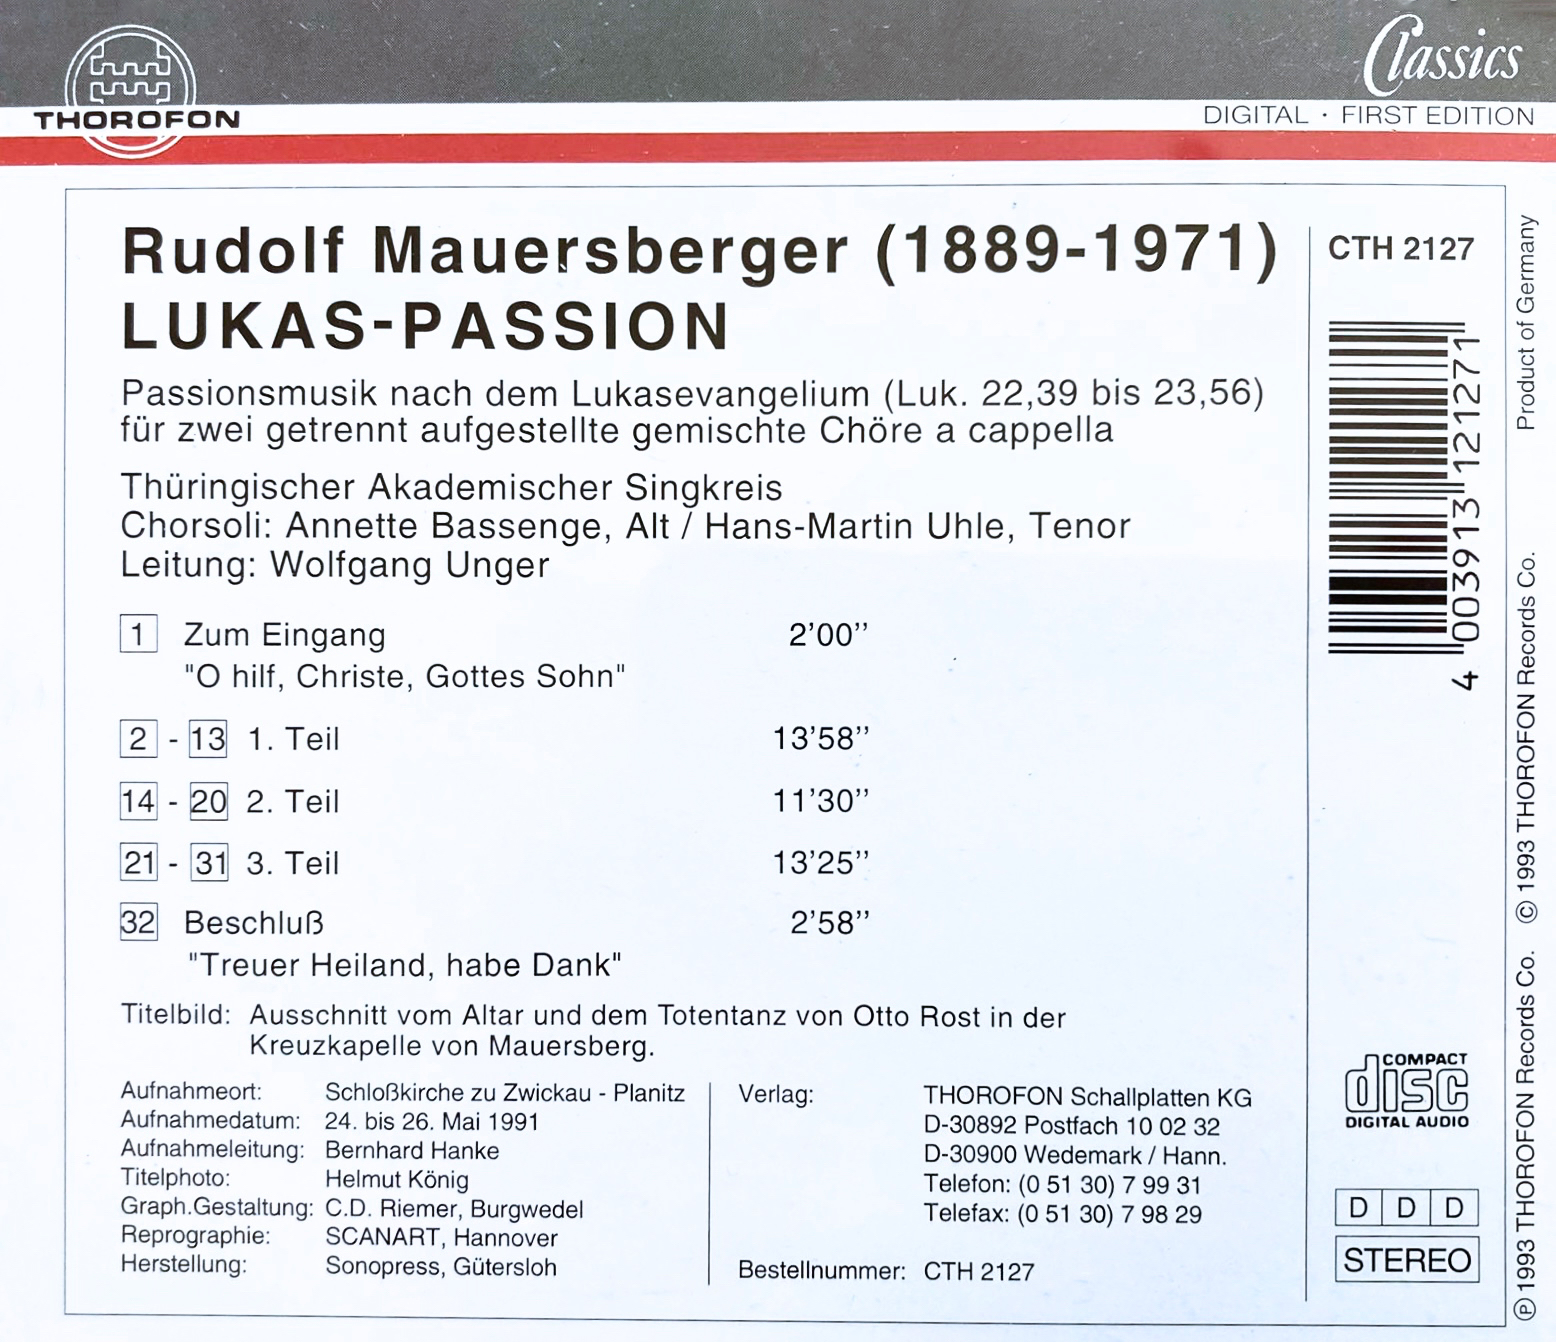 Classics
THOROFON
DIGITAL · FIRST EDITION
Rudolf Mauersberger (1889-1971)
LUKAS-PASSION
Passionsmusik nach dem Lukasevangelium (Luk. 22,39 bis 23,56)
für zwei getrennt aufgestellte gemischte Chöre a cappella
Thüringischer Akademischer Singkreis
Chorsoli: Annette Bassenge, Alt / Hans-Martin Uhle, Tenor
Leitung: Wolfgang Unger
1 Zum Eingang 2'00''
"O hilf, Christe, Gottes Sohn"
2 - 13 1. Teil 13'58''
14 - 20 2. Teil 11'30''
21 - 31 3. Teil 13'25''
32 Beschluß 2'58''
"Treuer Heiland, habe Dank"
Titelbild: Ausschnitt vom Altar und dem Totentanz von Otto Rost in der
Kreuzkapelle von Mauersberg.
Aufnahmeort: Schloßkirche zu Zwickau - Planitz
Aufnahmedatum: 24. bis 26. Mai 1991
Aufnahmeleitung: Bernhard Hanke
Titelphoto: Helmut König
Graph.Gestaltung: C.D. Riemer, Burgwedel
Reprographie: SCANART, Hannover
Herstellung: Sonopress, Gütersloh
Verlag: THOROFON Schallplatten KG
D-30892 Postfach 10 02 32
D-30900 Wedemark / Hann.
Telefon: (0 51 30) 7 99 31
Telefax: (0 51 30) 7 98 29
Bestellnummer: CTH 2127
CTH 2127
4 003913 121271
COMPACT
disc
DIGITAL AUDIO
D D D
STEREO
℗ 1993 THOROFON Records Co. © 1993 THOROFON Records Co. Product of Germany